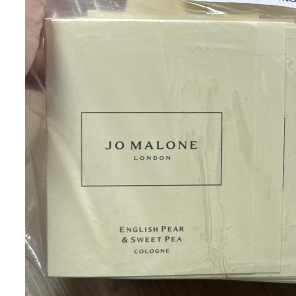 JO MALONE
LONDON
ENGLISH PEAR
& SWEET PEA
COLOGNE